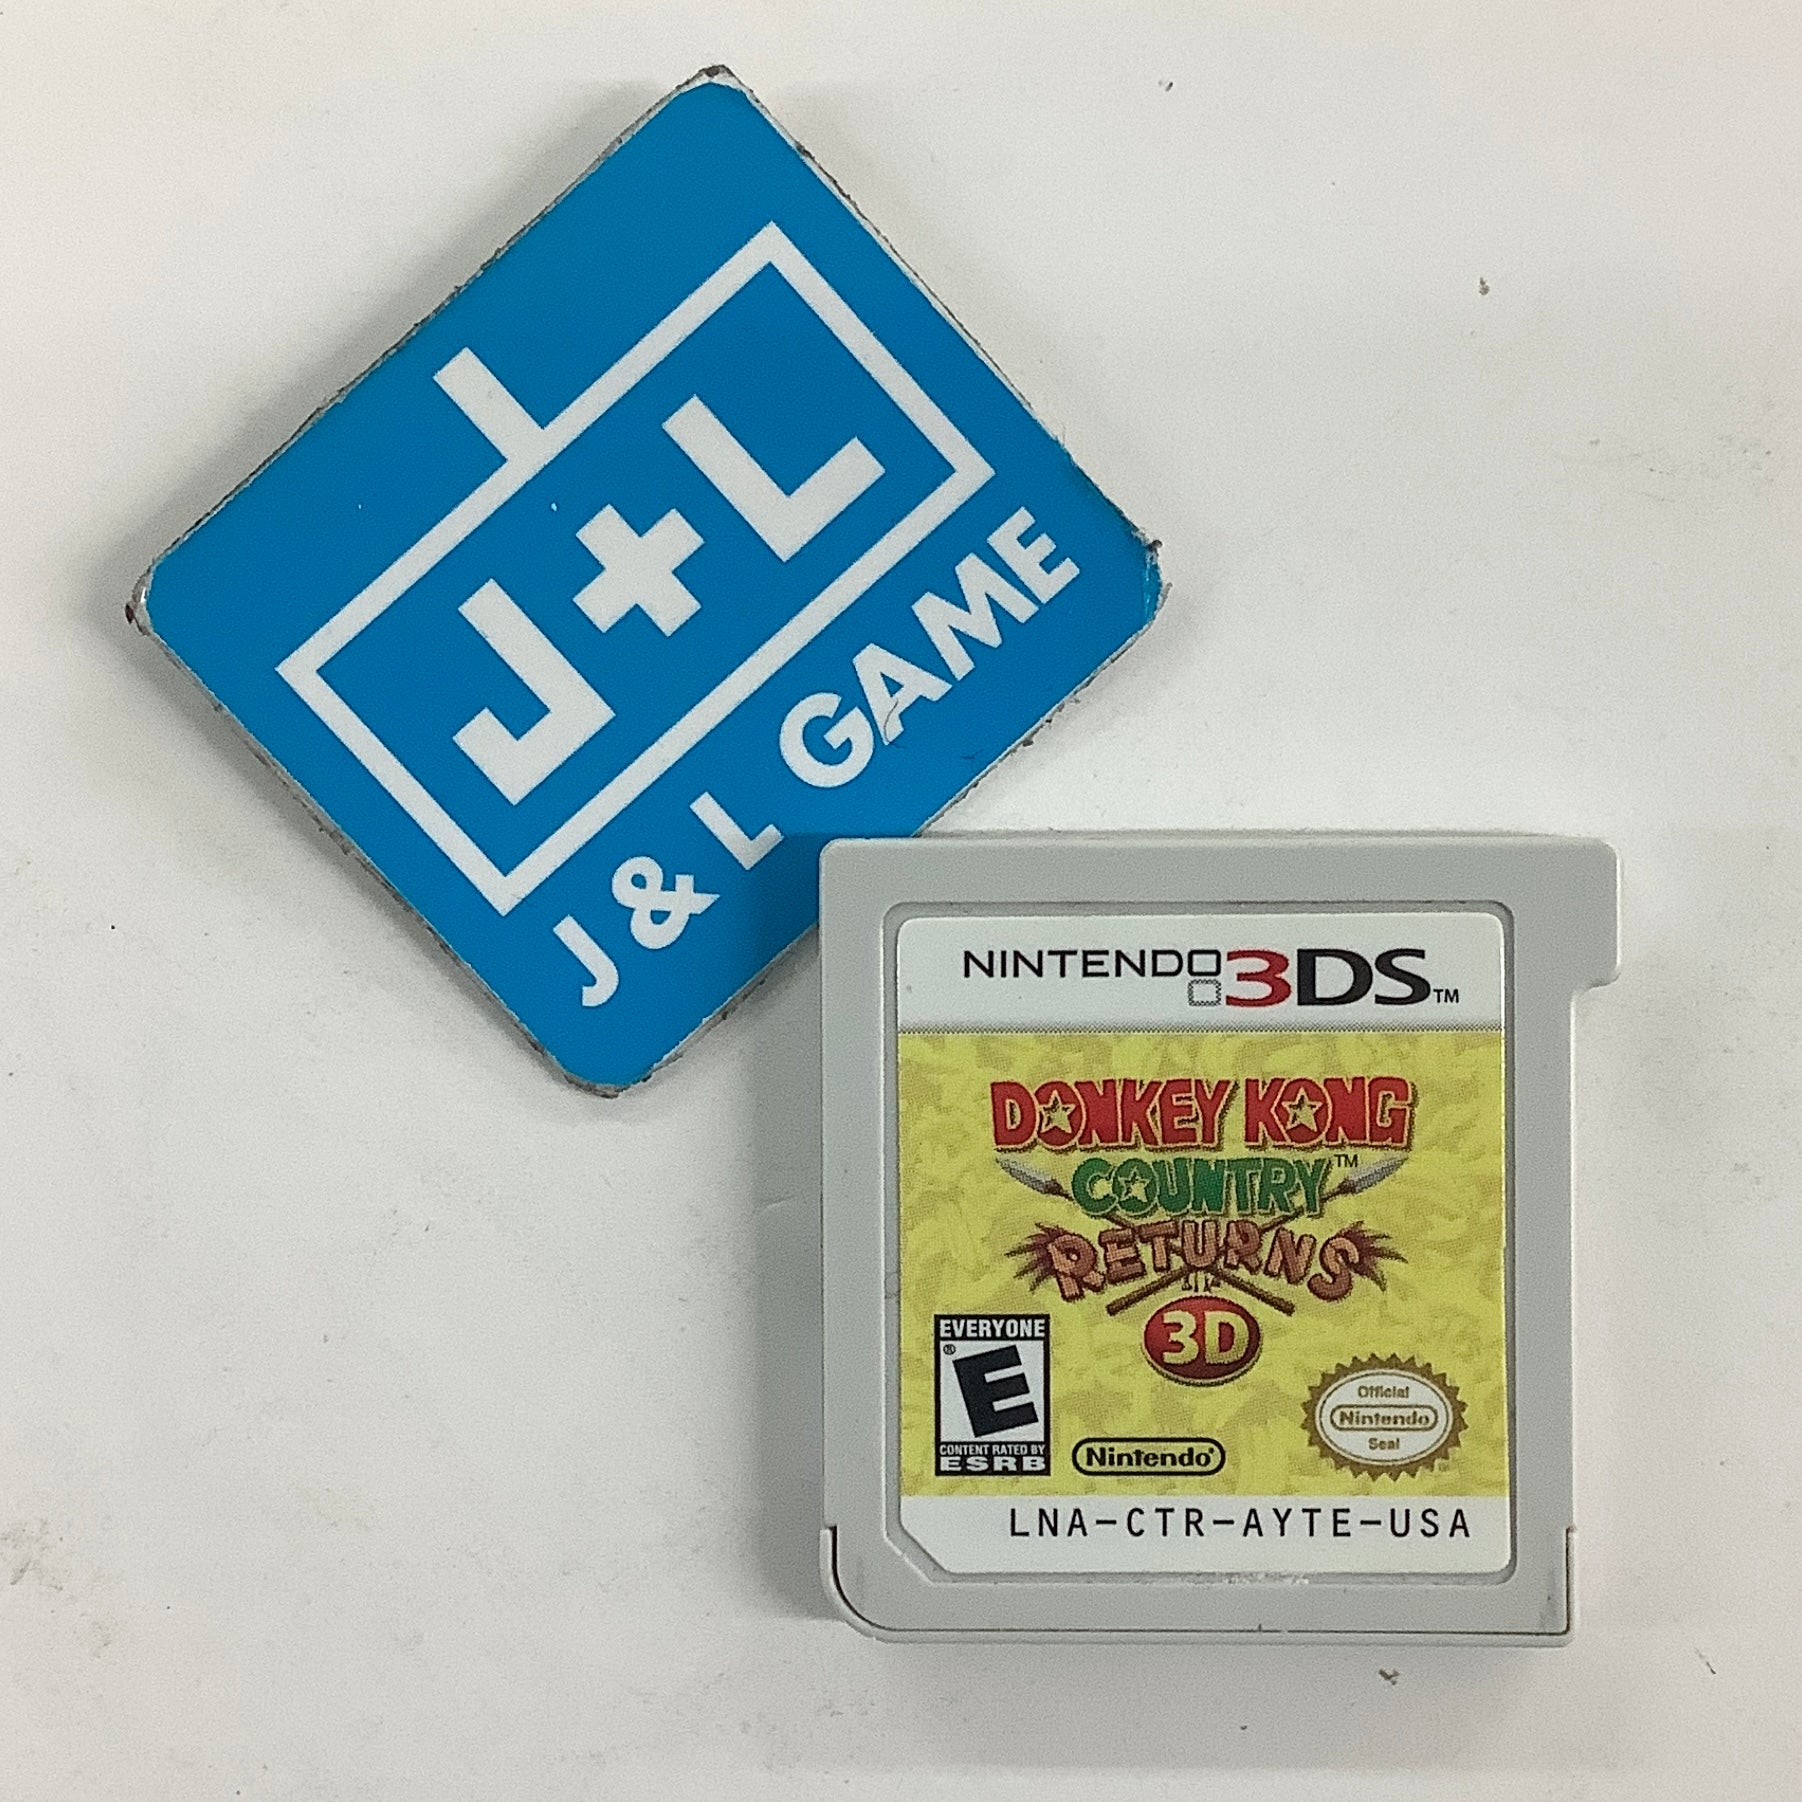 J+L
J & L GAME
NINTENDO 3DS™
DONKEY KONG
COUNTRY™
RETURNS
3D
EVERYONE
E®
CONTENT RATED BY
ESRB
Nintendo®
Official
Nintendo
Seal
LNA-CTR-AYTE-USA